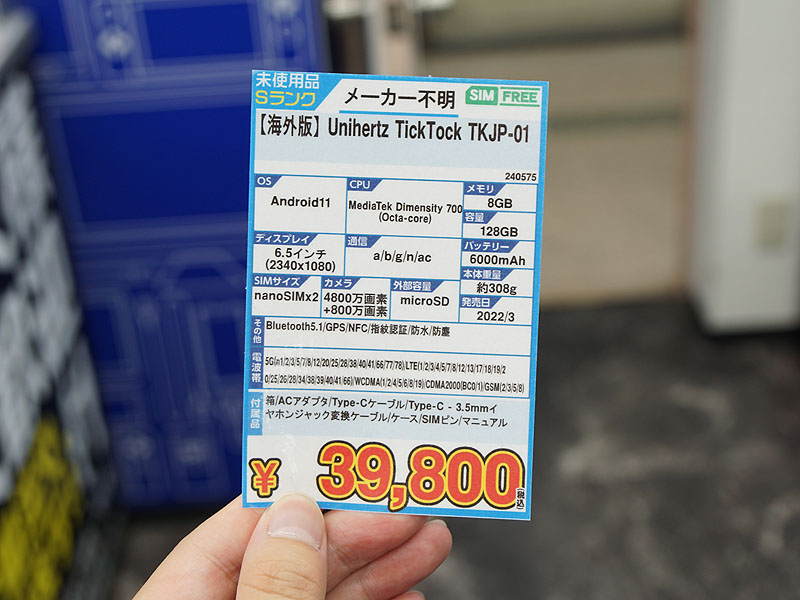 未使用品
Sランク
メーカー不明
SIM FREE
【海外版】Unihertz TickTock TKJP-01
240575
OS
Android11
CPU
MediaTek Dimensity 700
(Octa-core)
メモリ
8GB
容量
128GB
ディスプレイ
6.5インチ
(2340x1080)
通信
a/b/g/n/ac
バッテリー
6000mAh
SIMサイズ
nanoSIMx2
カメラ
4800万画素
+800万画素
外部容量
microSD
本体重量
約308g
発売日
2022/3
その他
Bluetooth5.1/GPS/NFC/指紋認証/防水/防塵
電波帯
5G(n1/2/3/5/7/8/12/20/25/28/38/40/41/66/77/78)/LTE(1/2/3/4/5/7/8/12/13/17/18/19/2
0/25/26/28/34/38/39/40/41/66)/WCDMA(1/2/4/5/6/8/19)/CDMA2000(BC0/1)/GSM(2/3/5/8)
付属品
箱/ACアダプタ/Type-Cケーブル/Type-C - 3.5mmイ
ヤホンジャック変換ケーブル/ケース/SIMピン/マニュアル
¥ 39,800
(税込)